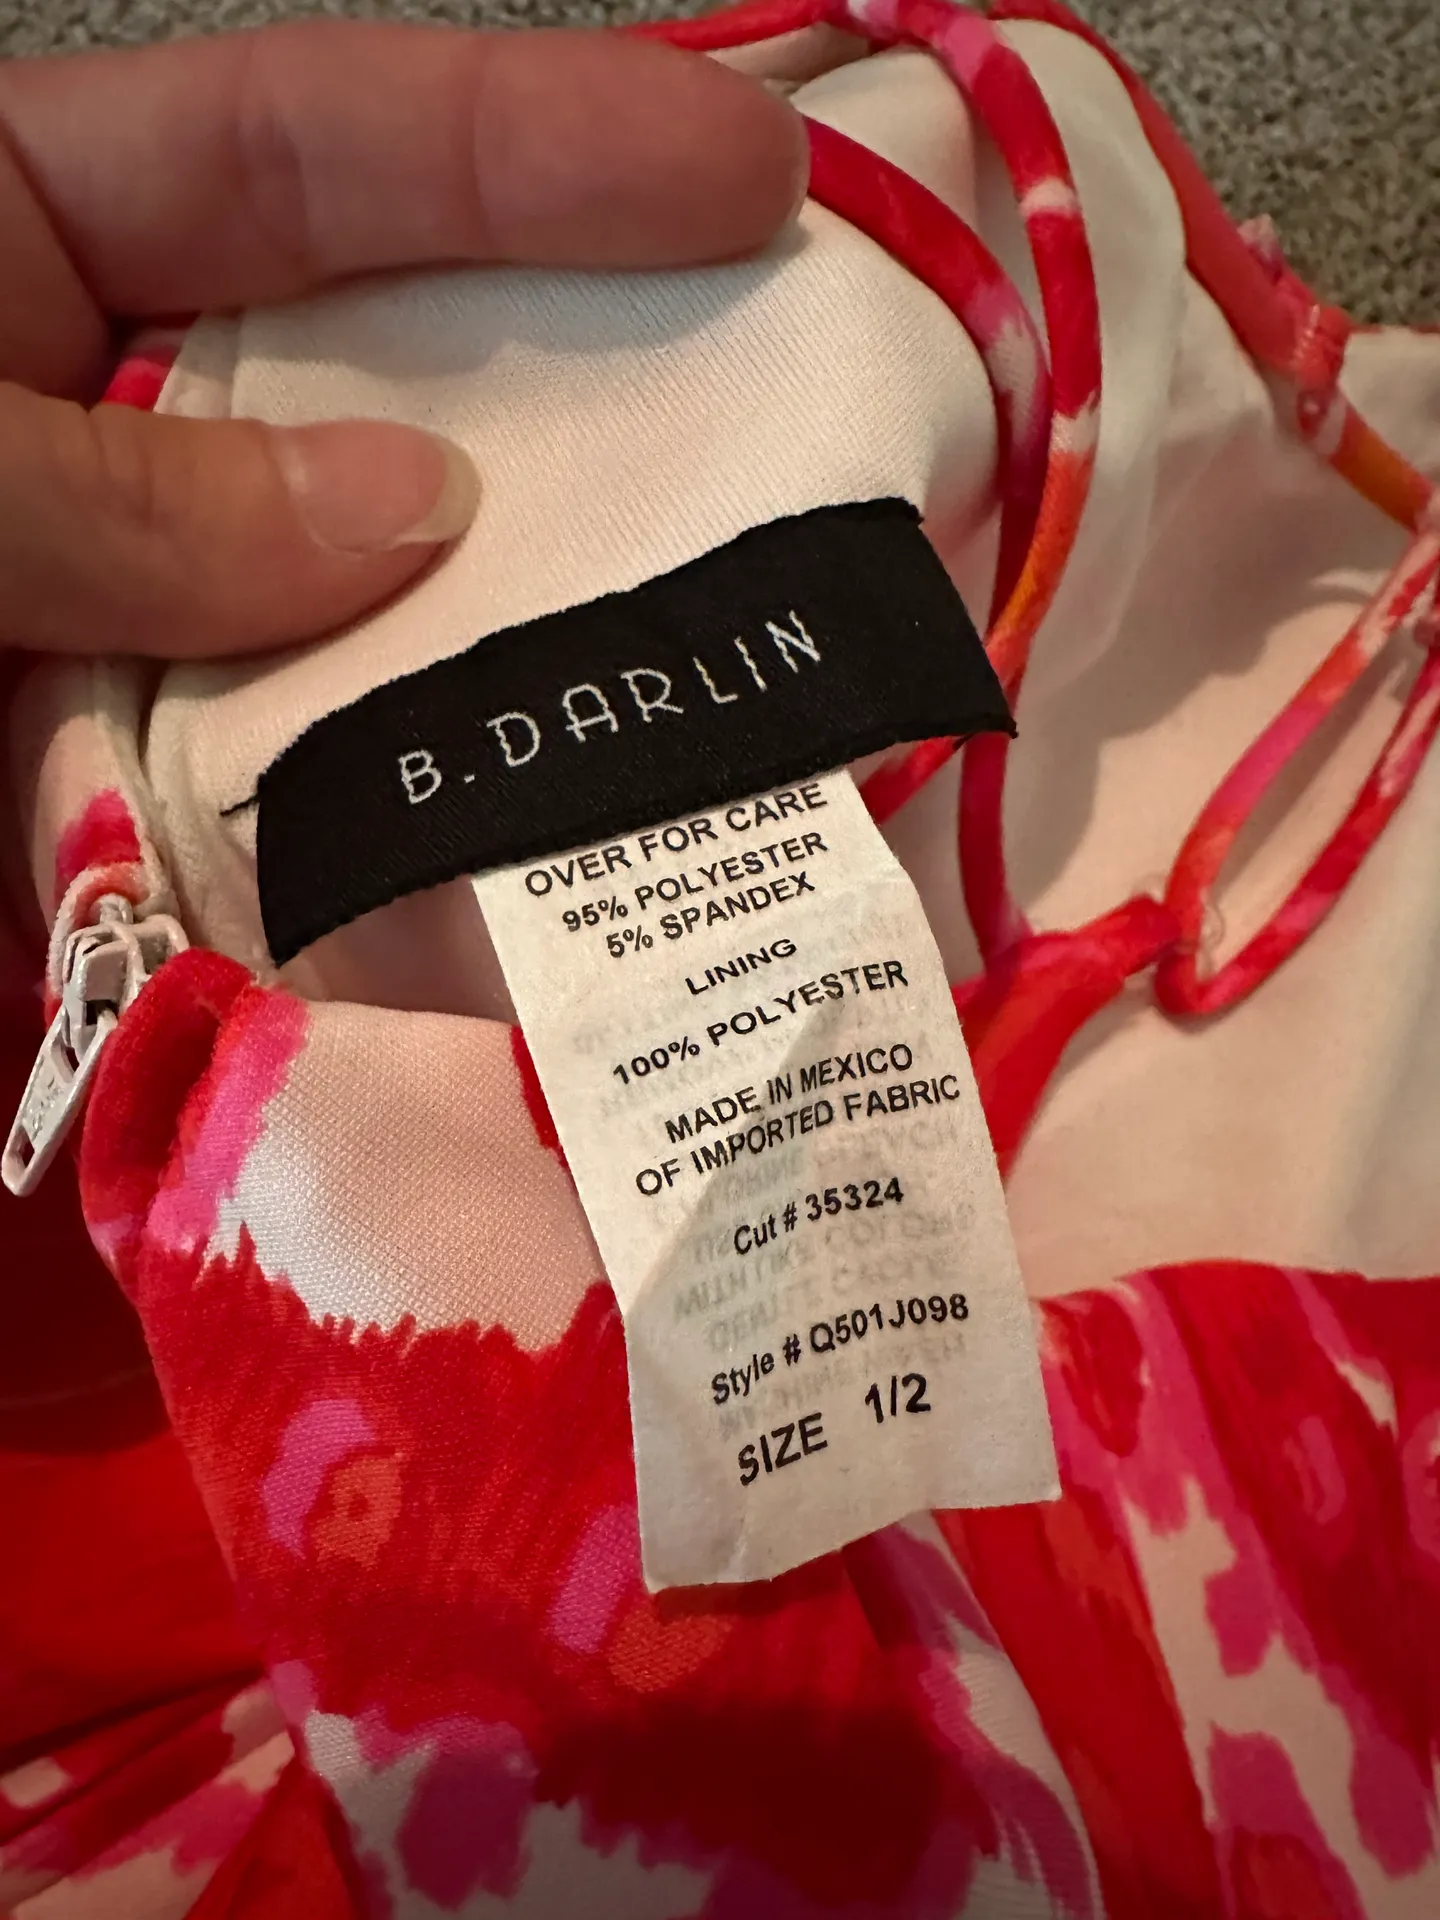 B. DARLIN
OVER FOR CARE
95% POLYESTER
5% SPANDEX
LINING
100% POLYESTER
MADE IN MEXICO
OF IMPORTED FABRIC
Cut # 35324
Style # Q501J098
SIZE 1/2